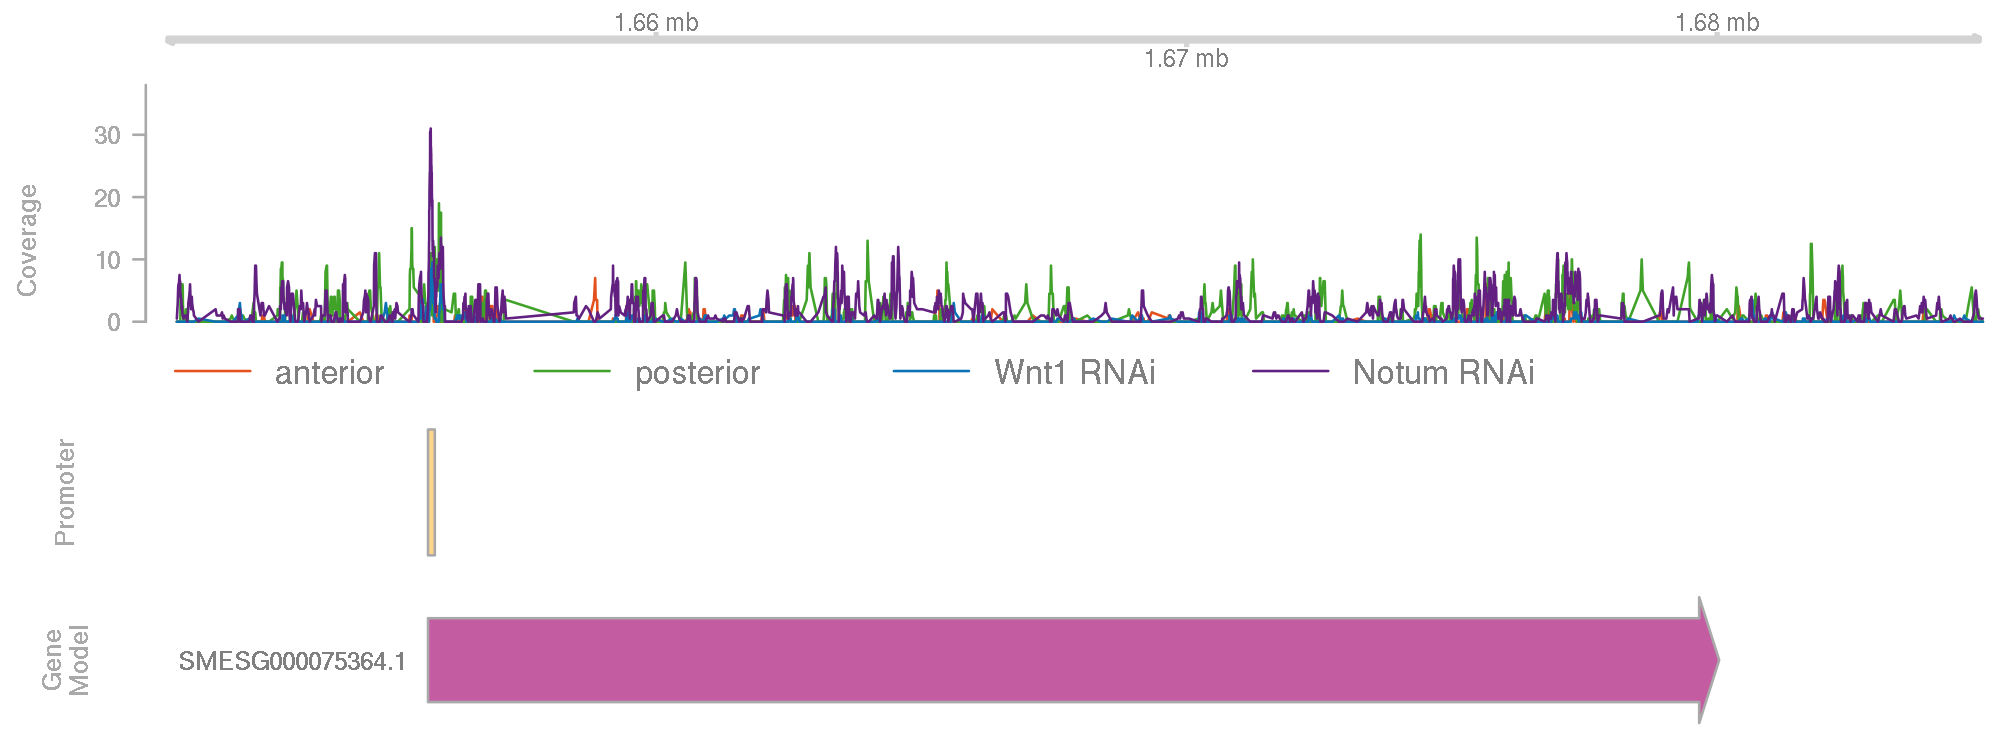 1.66 mb
1.68 mb
1.67 mb
Coverage
30
20
10
0
anterior
posterior
Wnt1 RNAi
Notum RNAi
Promoter
0
Gene
Model
SMESG000075364.1